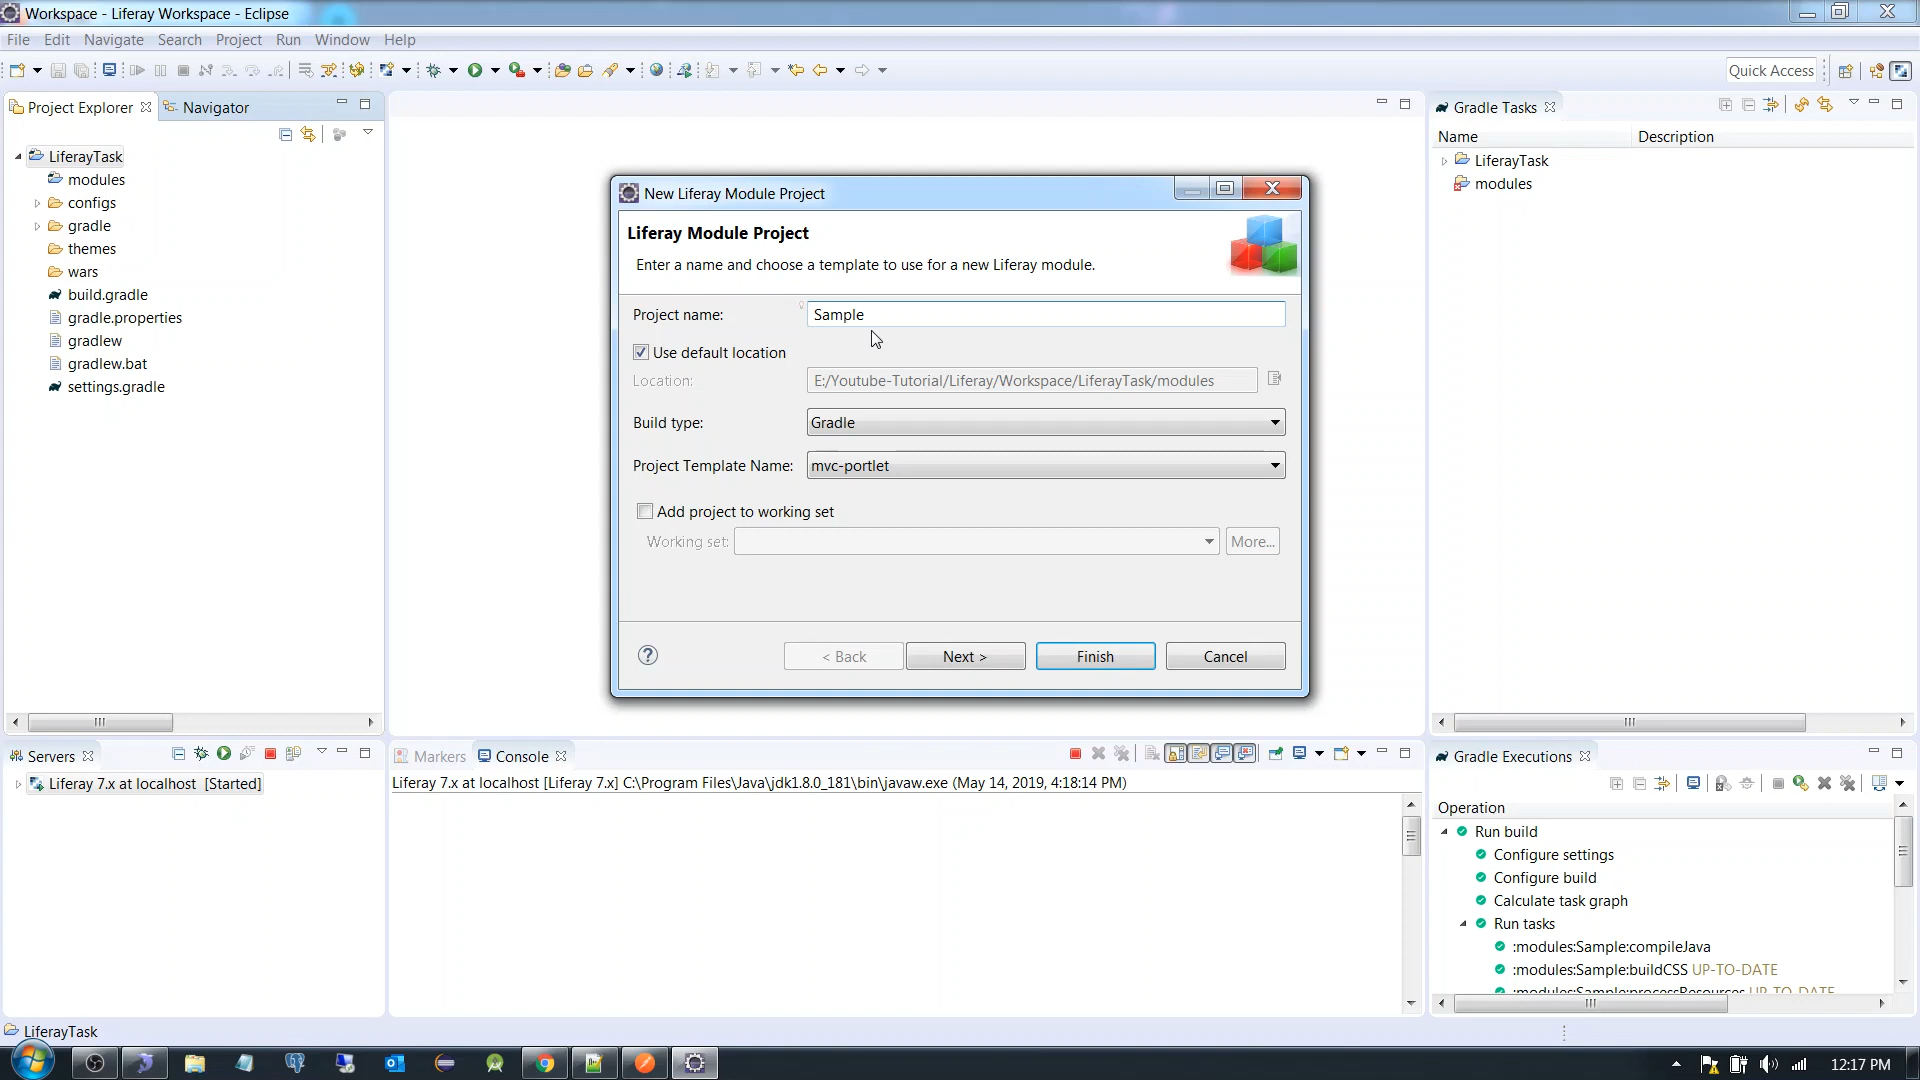 Workspace - Liferay Workspace - Eclipse
File Edit Navigate Search Project Run Window Help
Quick Access
Project Explorer
Navigator
LiferayTask
modules
configs
gradle
themes
wars
build.gradle
gradle.properties
gradlew
gradlew.bat
settings.gradle
New Liferay Module Project
Liferay Module Project
Enter a name and choose a template to use for a new Liferay module.
Project name: Sample
Use default location
Location: E:/Youtube-Tutorial/Liferay/Workspace/LiferayTask/modules
Build type: Gradle
Project Template Name: mvc-portlet
Add project to working set
Working set: More...
< Back Next > Finish Cancel
Gradle Tasks
Name Description
LiferayTask
modules
Servers
Liferay 7.x at localhost [Started]
Markers Console
Liferay 7.x at localhost [Liferay 7.x] C:\Program Files\Java\jdk1.8.0_181\bin\javaw.exe (May 14, 2019, 4:18:14 PM)
Gradle Executions
Operation
Run build
Configure settings
Configure build
Calculate task graph
Run tasks
:modules:Sample:compileJava
:modules:Sample:buildCSS UP-TO-DATE
:modules:Sample:processResources UP-TO-DATE
LiferayTask
12:17 PM